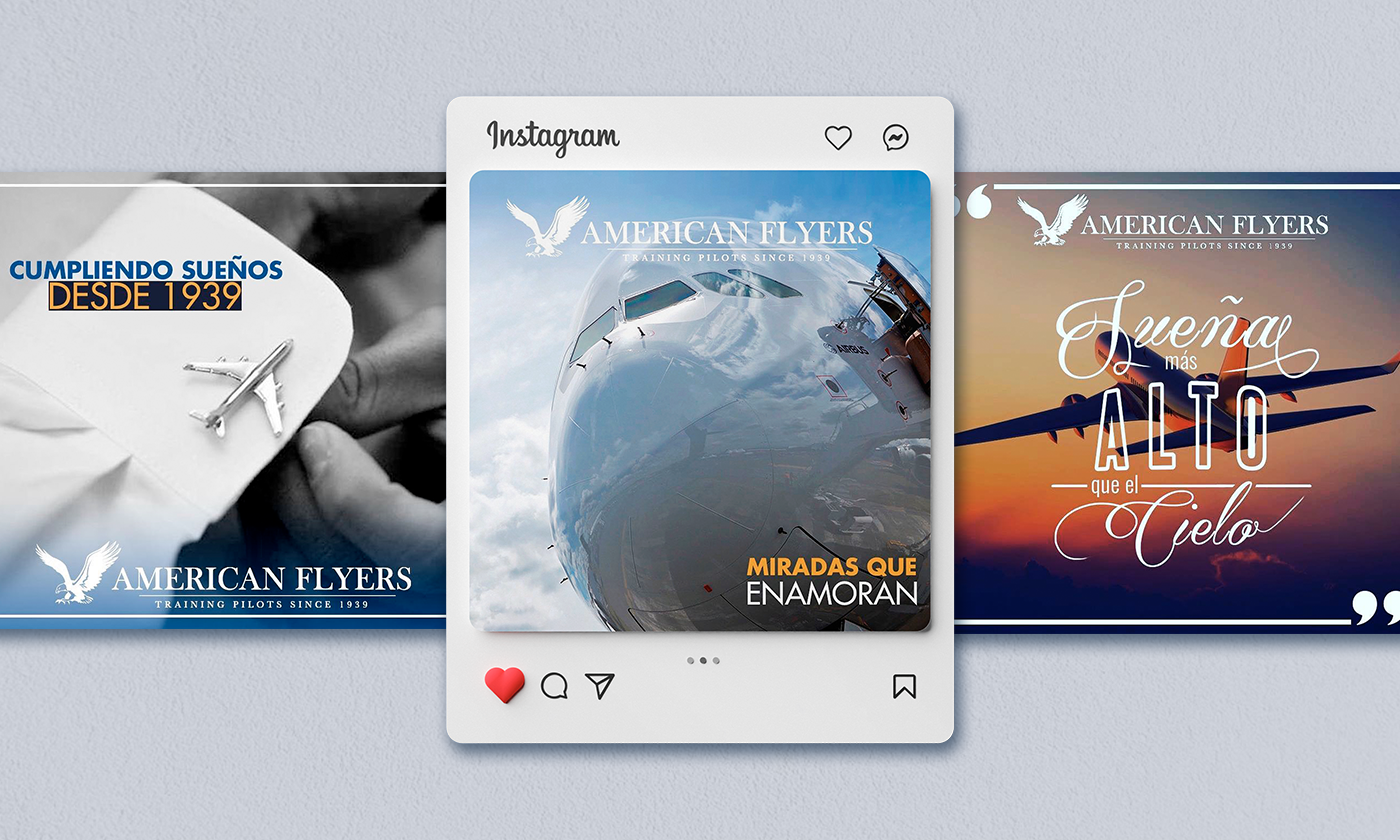 Instagram
CUMPLIENDO SUEÑOS
DESDE 1939
AMERICAN FLYERS
TRAINING PILOTS SINCE 1939
AMERICAN FLYERS
TRAINING PILOTS SINCE 1939
AIRBUS
MIRADAS QUE
ENAMORAN
AMERICAN FLYERS
TRAINING PILOTS SINCE 1939
Sueña
más
ALTO
que el
Cielo